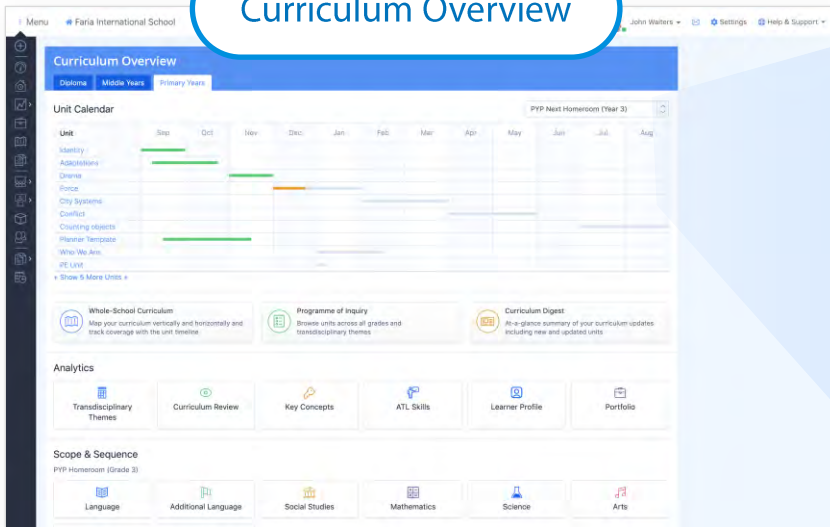 Curriculum Overview
Menu
Faria International School
John Walters
Settings
Help & Support
Curriculum Overview
Diploma Middle Years Primary Years
Unit Calendar
PYP Next Homeroom (Year 3)
Unit Sep Oct Nov Dec Jan Feb Mar Apr May Jun Jul Aug
Identity
Adaptations
Drama
Force
City Systems
Conflict
Counting objects
Planner Template
Who We Are
PE Unit
+ Show 5 More Units +
Whole-School Curriculum
Map your curriculum vertically and horizontally and
track coverage with the unit timeline
Programme of Inquiry
Browse units across all grades and
transdisciplinary themes
Curriculum Digest
At-a-glance summary of your curriculum updates
including new and updated units
Analytics
Transdisciplinary
Themes
Curriculum Review
Key Concepts
ATL Skills
Learner Profile
Portfolio
Scope & Sequence
PYP Homeroom (Grade 3)
Language
Additional Language
Social Studies
Mathematics
Science
Arts